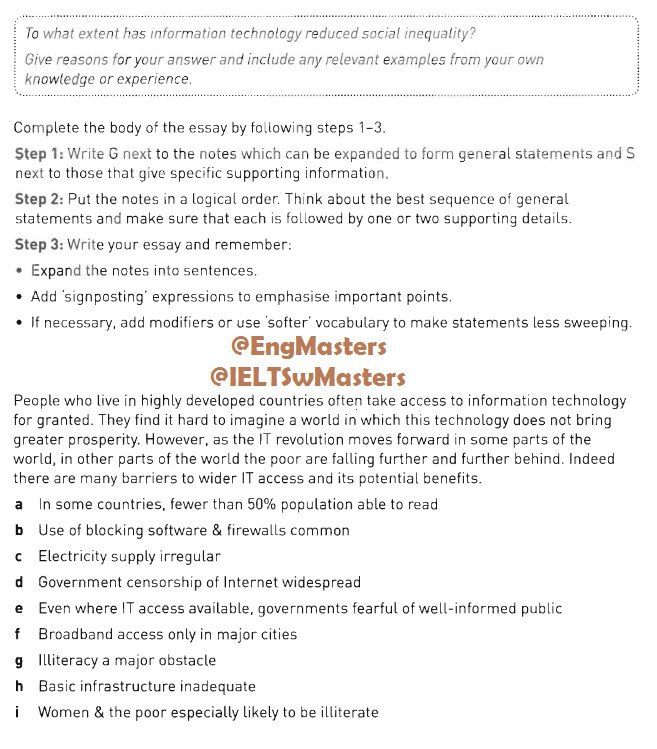 To what extent has information technology reduced social inequality?
Give reasons for your answer and include any relevant examples from your own
knowledge or experience.
Complete the body of the essay by following steps 1–3.
Step 1: Write G next to the notes which can be expanded to form general statements and S
next to those that give specific supporting information.
Step 2: Put the notes in a logical order. Think about the best sequence of general
statements and make sure that each is followed by one or two supporting details.
Step 3: Write your essay and remember:
• Expand the notes into sentences.
• Add 'signposting' expressions to emphasise important points.
• If necessary, add modifiers or use 'softer' vocabulary to make statements less sweeping.
@EngMasters
@IELTSwMasters
People who live in highly developed countries often take access to information technology
for granted. They find it hard to imagine a world in which this technology does not bring
greater prosperity. However, as the IT revolution moves forward in some parts of the
world, in other parts of the world the poor are falling further and further behind. Indeed
there are many barriers to wider IT access and its potential benefits.
a In some countries, fewer than 50% population able to read
b Use of blocking software & firewalls common
c Electricity supply irregular
d Government censorship of Internet widespread
e Even where IT access available, governments fearful of well-informed public
f Broadband access only in major cities
g Illiteracy a major obstacle
h Basic infrastructure inadequate
i Women & the poor especially likely to be illiterate